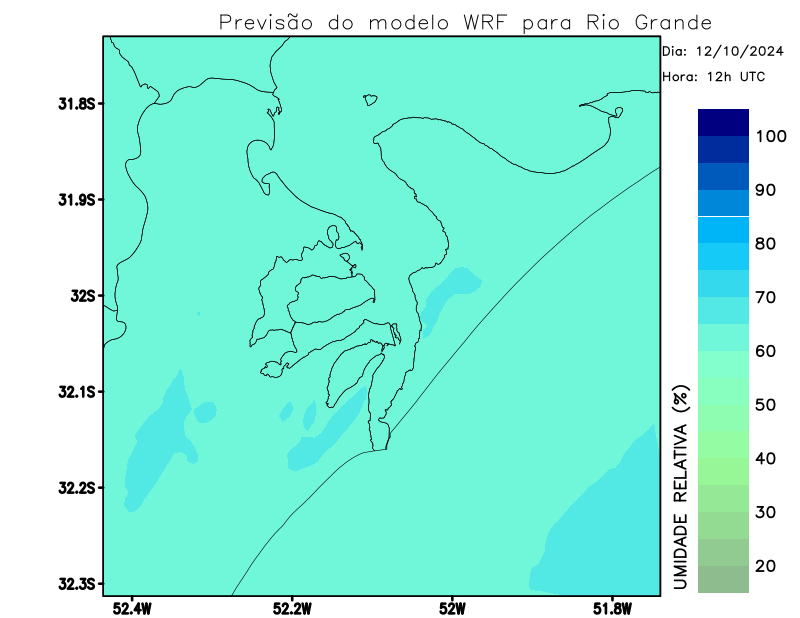 Previsão do modelo WRF para Rio Grande
Dia: 12/10/2024
Hora: 12h UTC
31.8S
31.9S
32S
32.1S
32.2S
32.3S
52.4W
52.2W
52W
51.8W
100
90
80
70
60
50
40
30
20
UMIDADE RELATIVA (%)